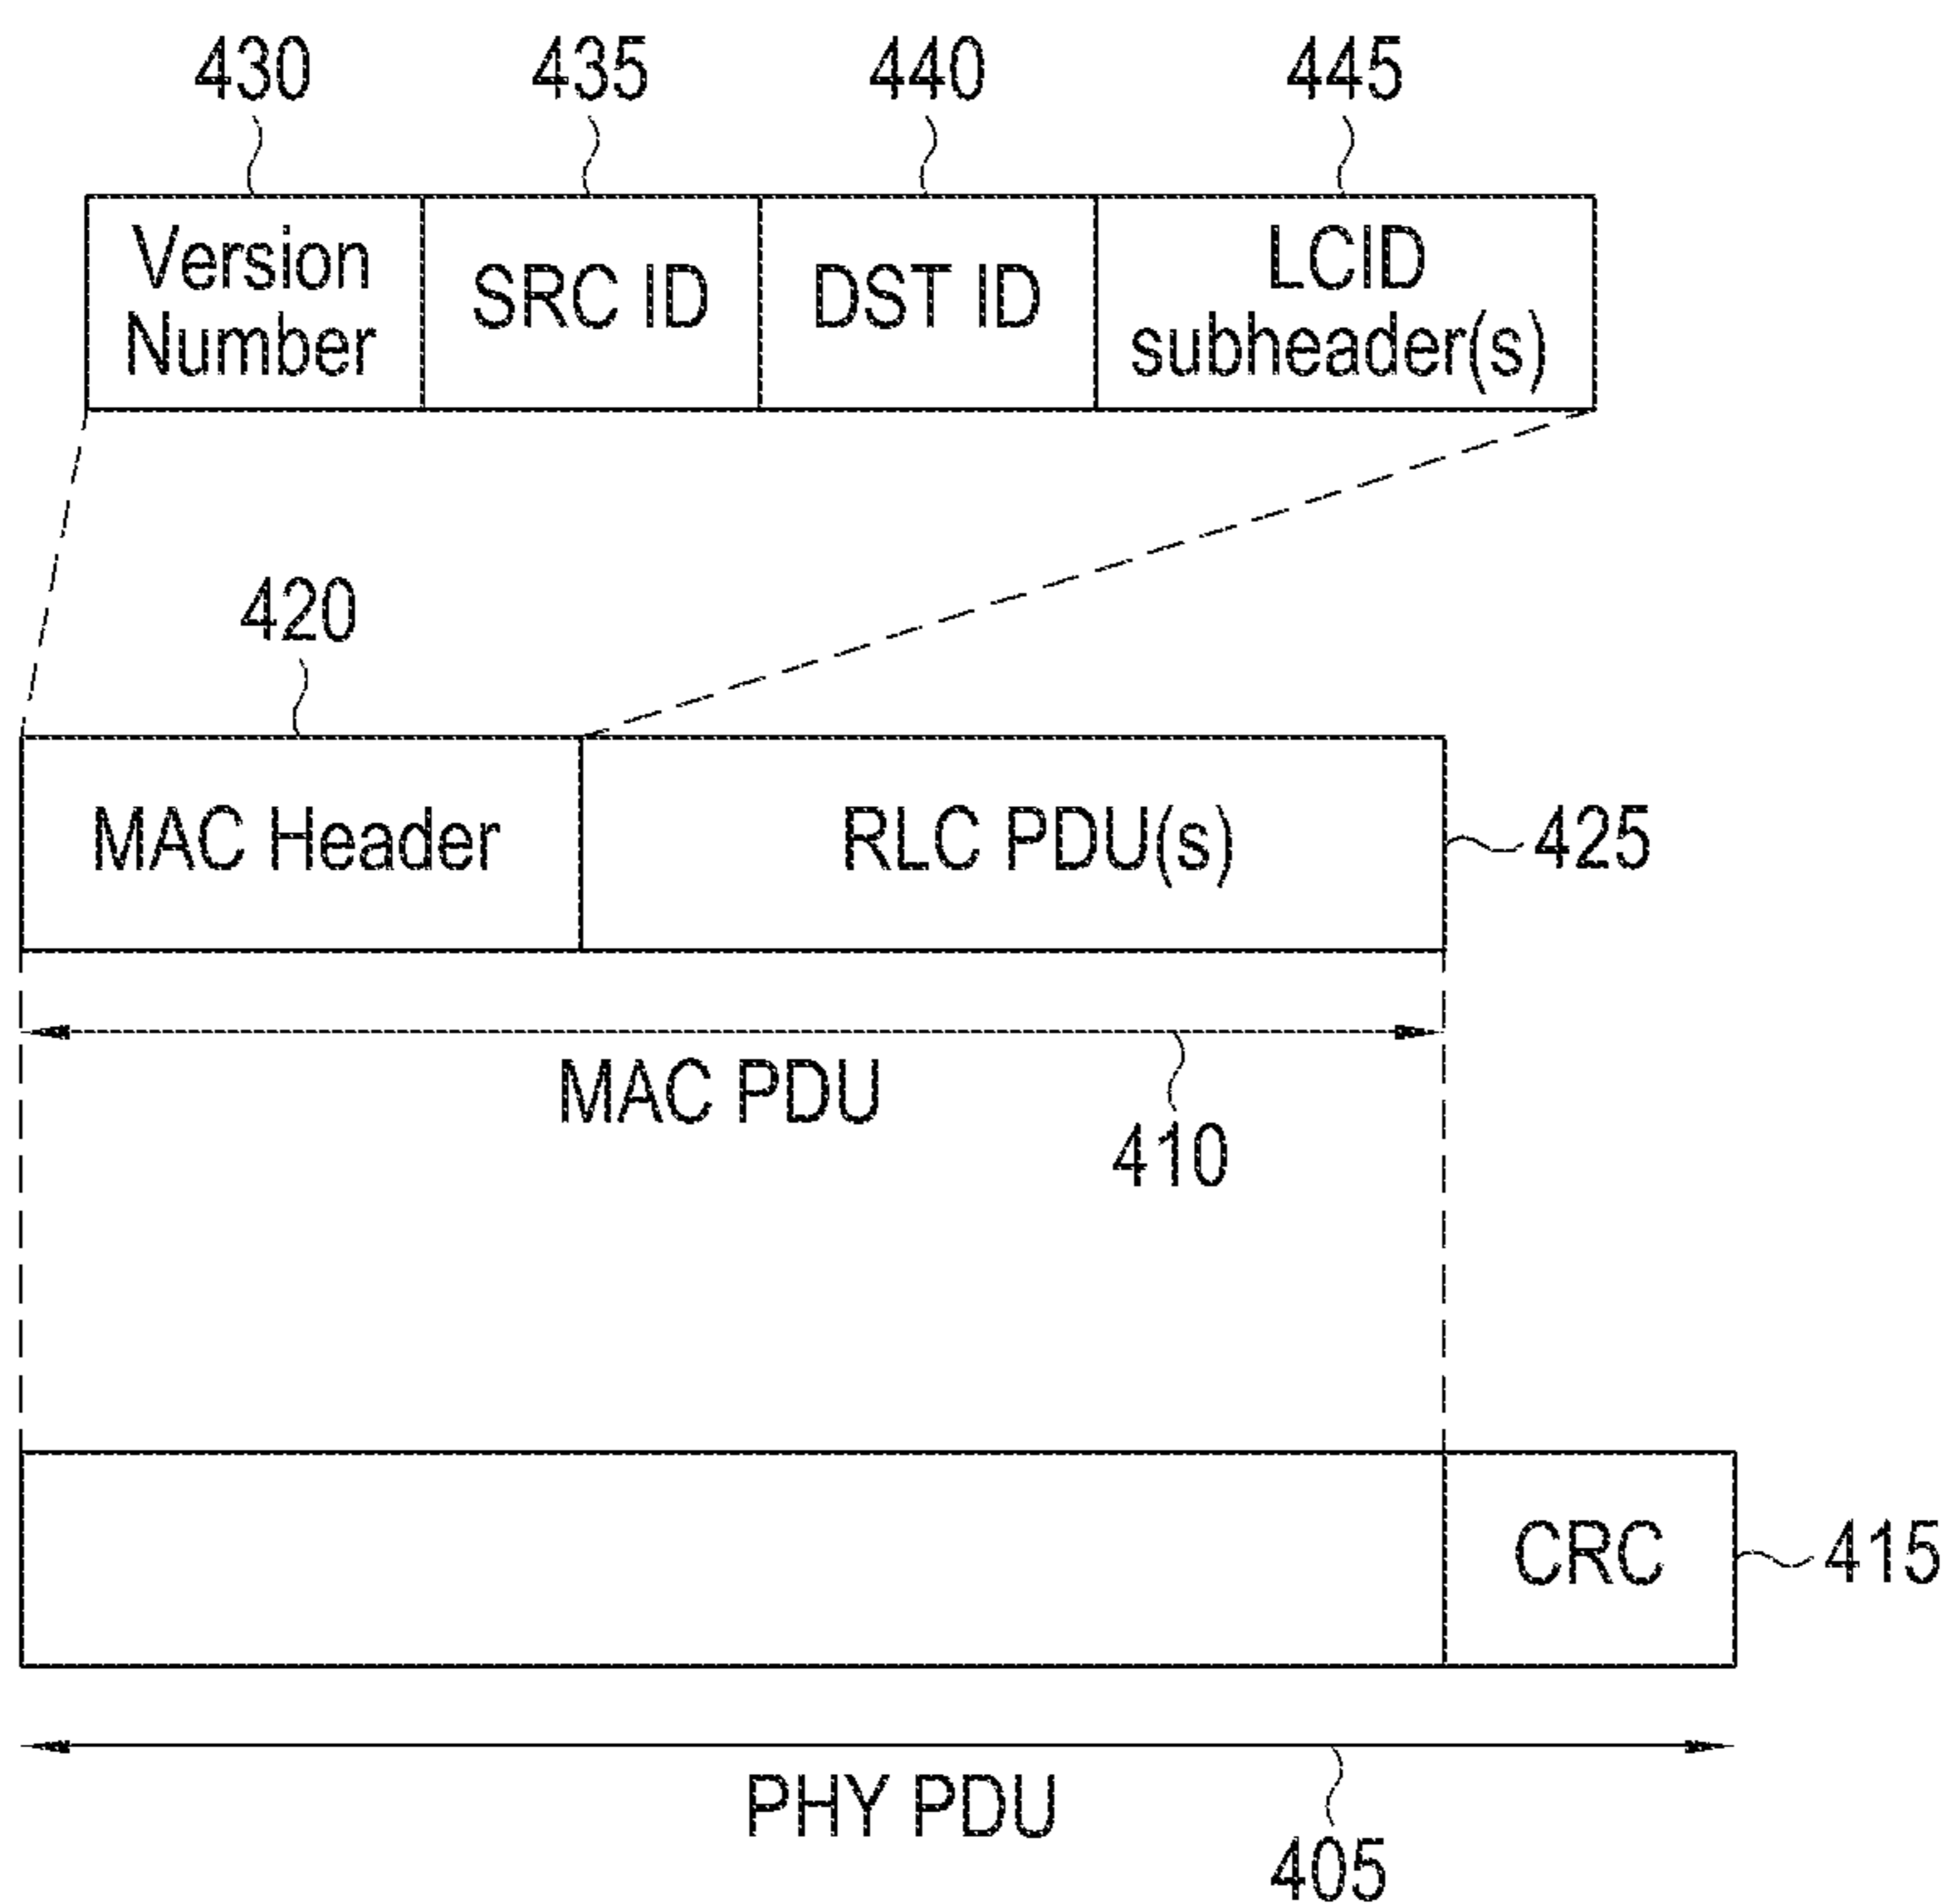 430 435 440 445
Version Number SRC ID DST ID LCID subheader(s)
420
MAC Header RLC PDU(s) 425
MAC PDU
410
CRC 415
PHY PDU
405